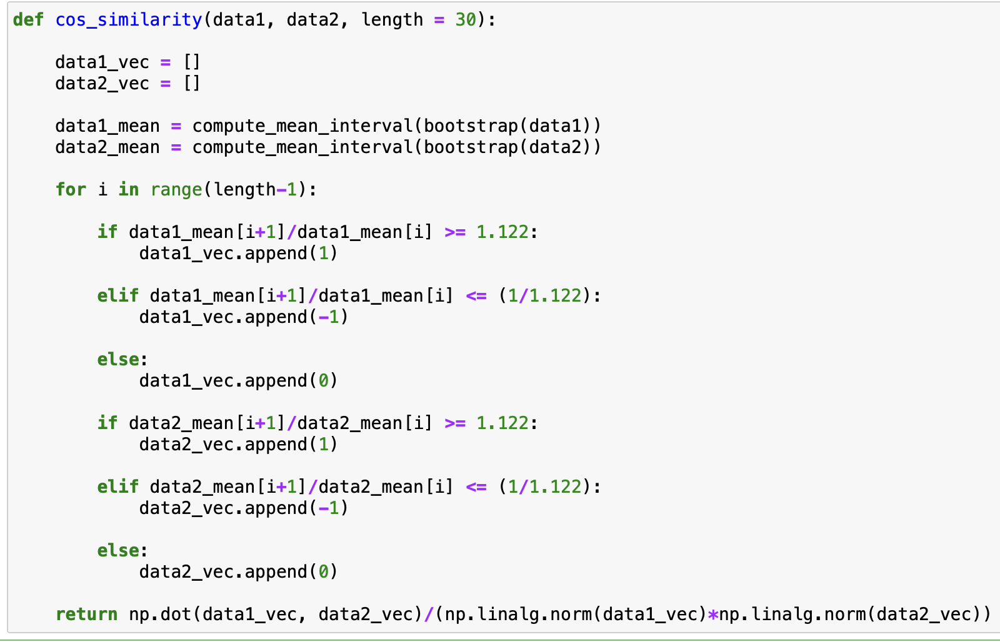 def cos_similarity(data1, data2, length = 30):
    data1_vec = []
    data2_vec = []
    data1_mean = compute_mean_interval(bootstrap(data1))
    data2_mean = compute_mean_interval(bootstrap(data2))
    for i in range(length-1):
        if data1_mean[i+1]/data1_mean[i] >= 1.122:
            data1_vec.append(1)
        elif data1_mean[i+1]/data1_mean[i] <= (1/1.122):
            data1_vec.append(-1)
        else:
            data1_vec.append(0)
        if data2_mean[i+1]/data2_mean[i] >= 1.122:
            data2_vec.append(1)
        elif data2_mean[i+1]/data2_mean[i] <= (1/1.122):
            data2_vec.append(-1)
        else:
            data2_vec.append(0)
    return np.dot(data1_vec, data2_vec)/(np.linalg.norm(data1_vec)*np.linalg.norm(data2_vec))